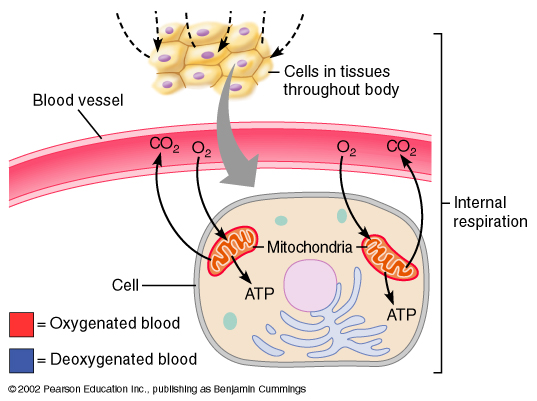 Cells in tissues
throughout body
Blood vessel
CO2 O2 O2 CO2
Internal
respiration
Mitochondria
Cell
ATP
ATP
= Oxygenated blood
= Deoxygenated blood
© 2002 Pearson Education Inc., publishing as Benjamin Cummings